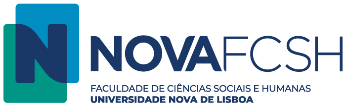 N NOVAFCSH
FACULDADE DE CIÊNCIAS SOCIAIS E HUMANAS
UNIVERSIDADE NOVA DE LISBOA